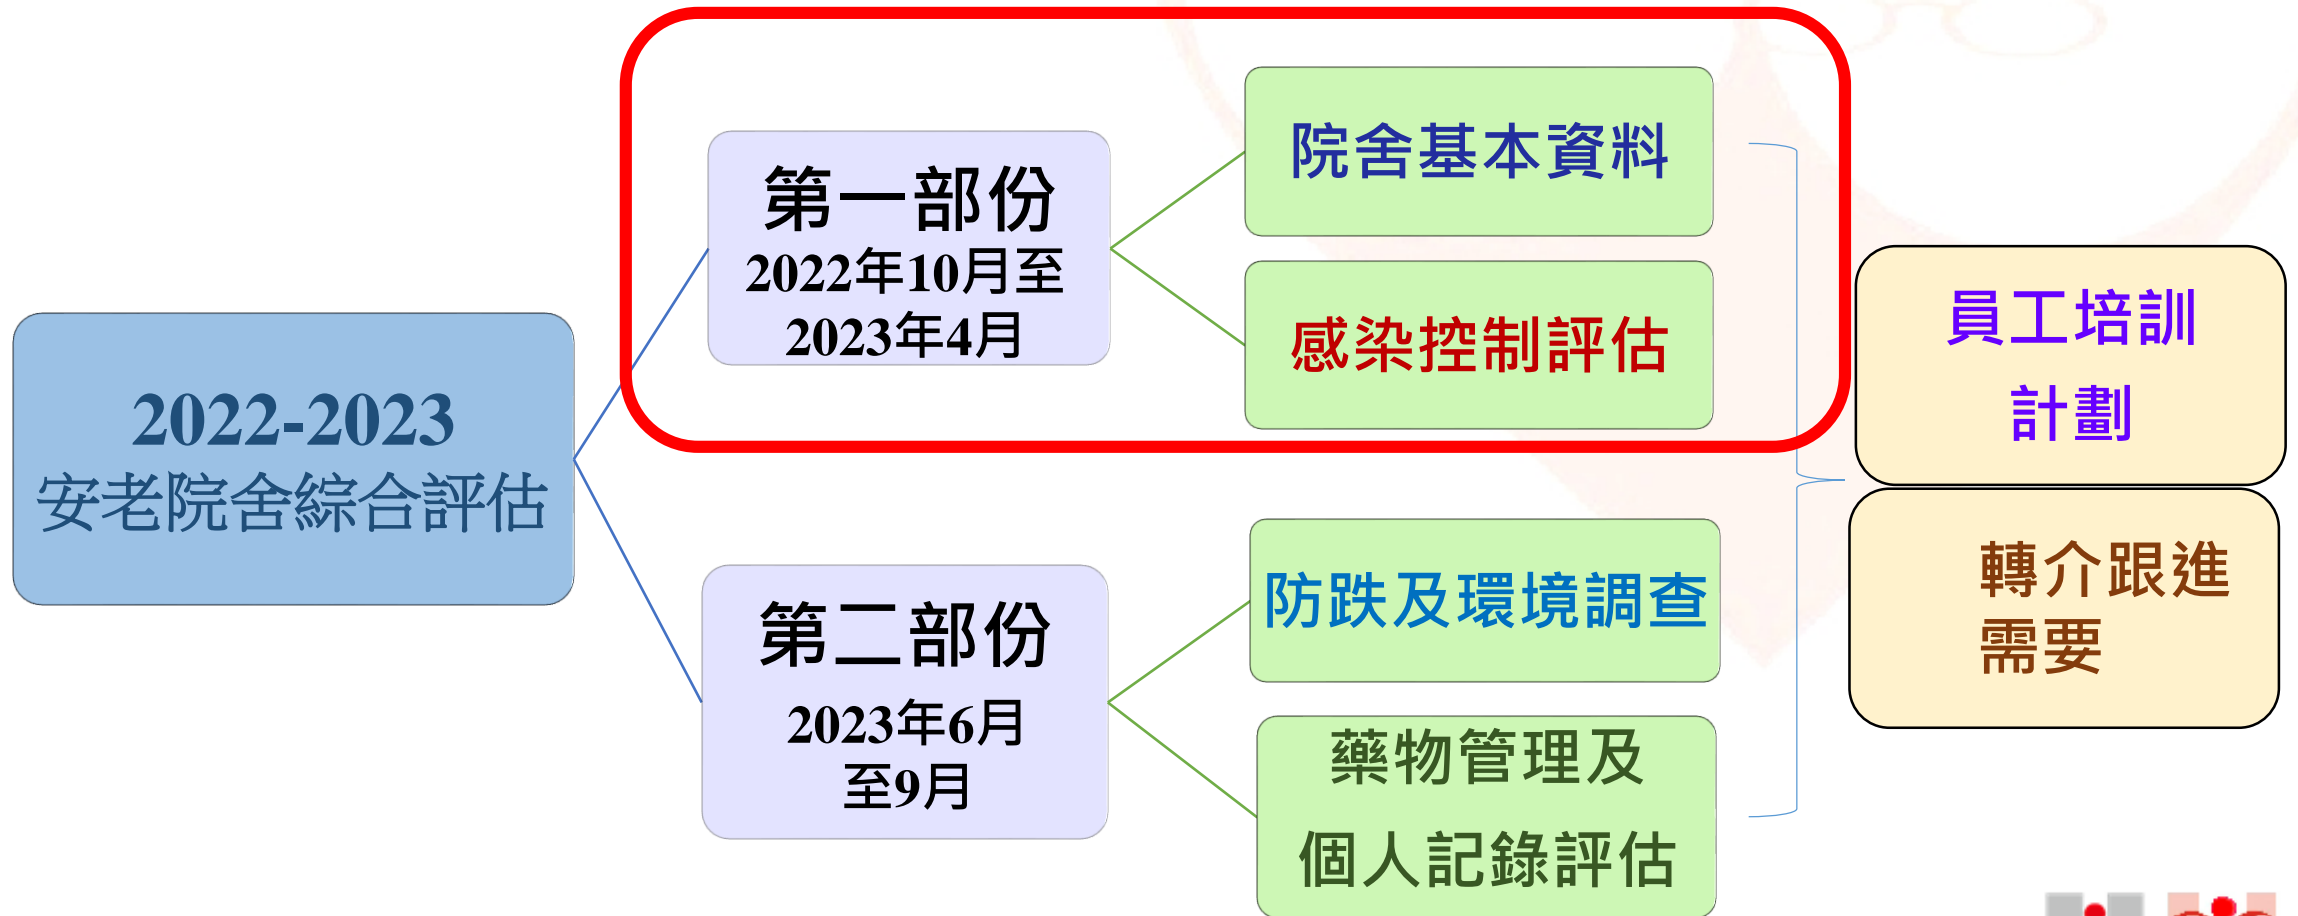 2022-2023
安老院舍綜合評估
第一部份
2022年10月至
2023年4月
院舍基本資料
感染控制評估
第二部份
2023年6月
至9月
防跌及環境調查
藥物管理及
個人記錄評估
員工培訓
計劃
轉介跟進
需要